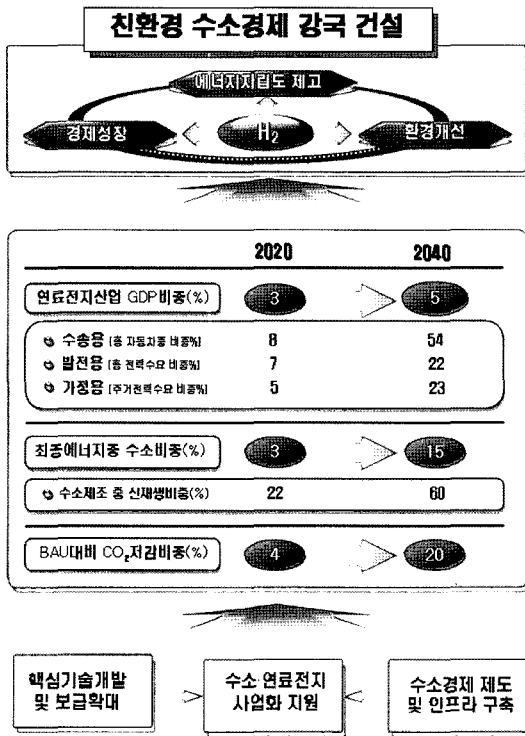 친환경 수소경제 강국 건설
에너지자립도 제고
경제성장
H₂
환경개선
2020 2040
연료전지산업 GDP비중(%) 3 5
수송용 [총 자동차중 비중%] 8 54
발전용 [총 전력수요 비중%] 7 22
가정용 [주거전력수요 비중%] 5 23
최종에너지중 수소비중(%) 3 15
수소제조 중 신재생비중(%) 22 60
BAU대비 CO₂저감비중(%) 4 20
핵심기술개발
및 보급확대
수소·연료전지
사업화 지원
수소경제 제도
및 인프라 구축